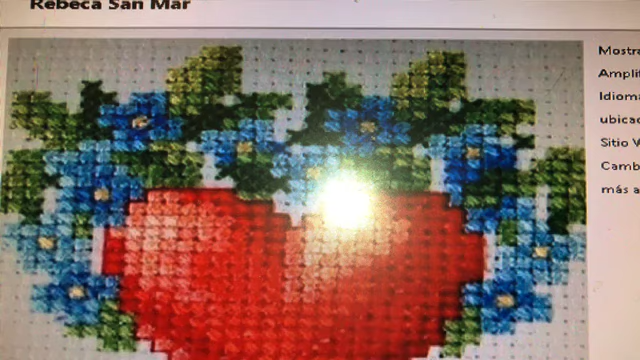 Rebeca San Mar
Mostra
Amplif
Idioma
ubicac
Sitio V
Camb
más a